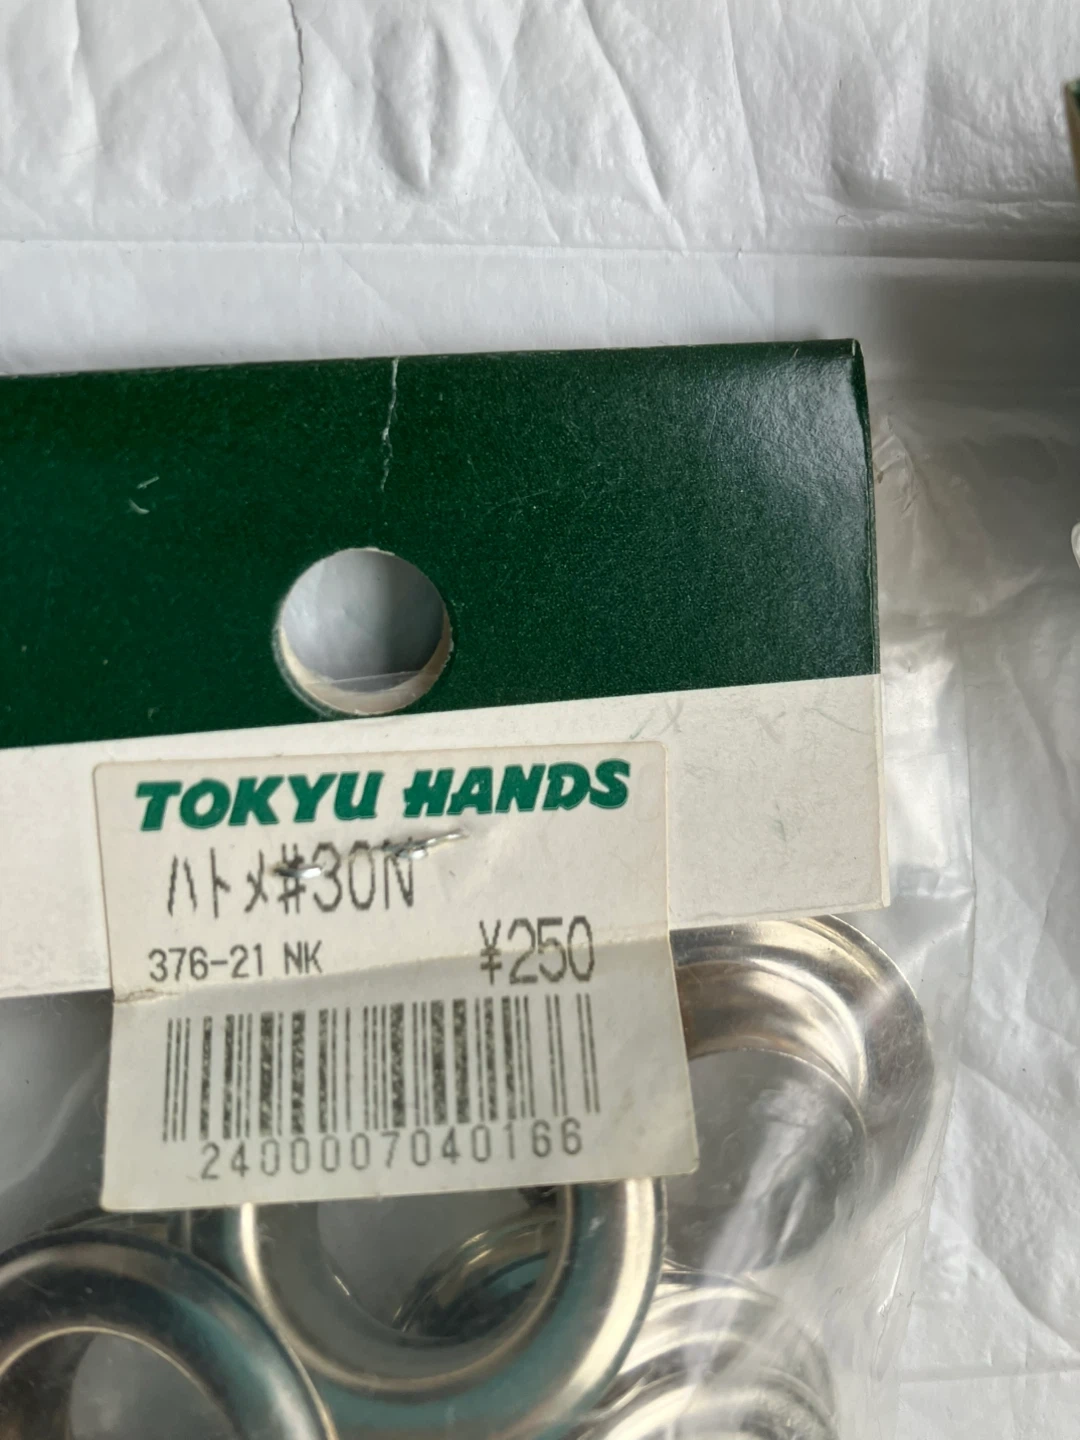 TOKYU HANDS
ハトメ#30N
376-21 NK ¥250
2400007040166